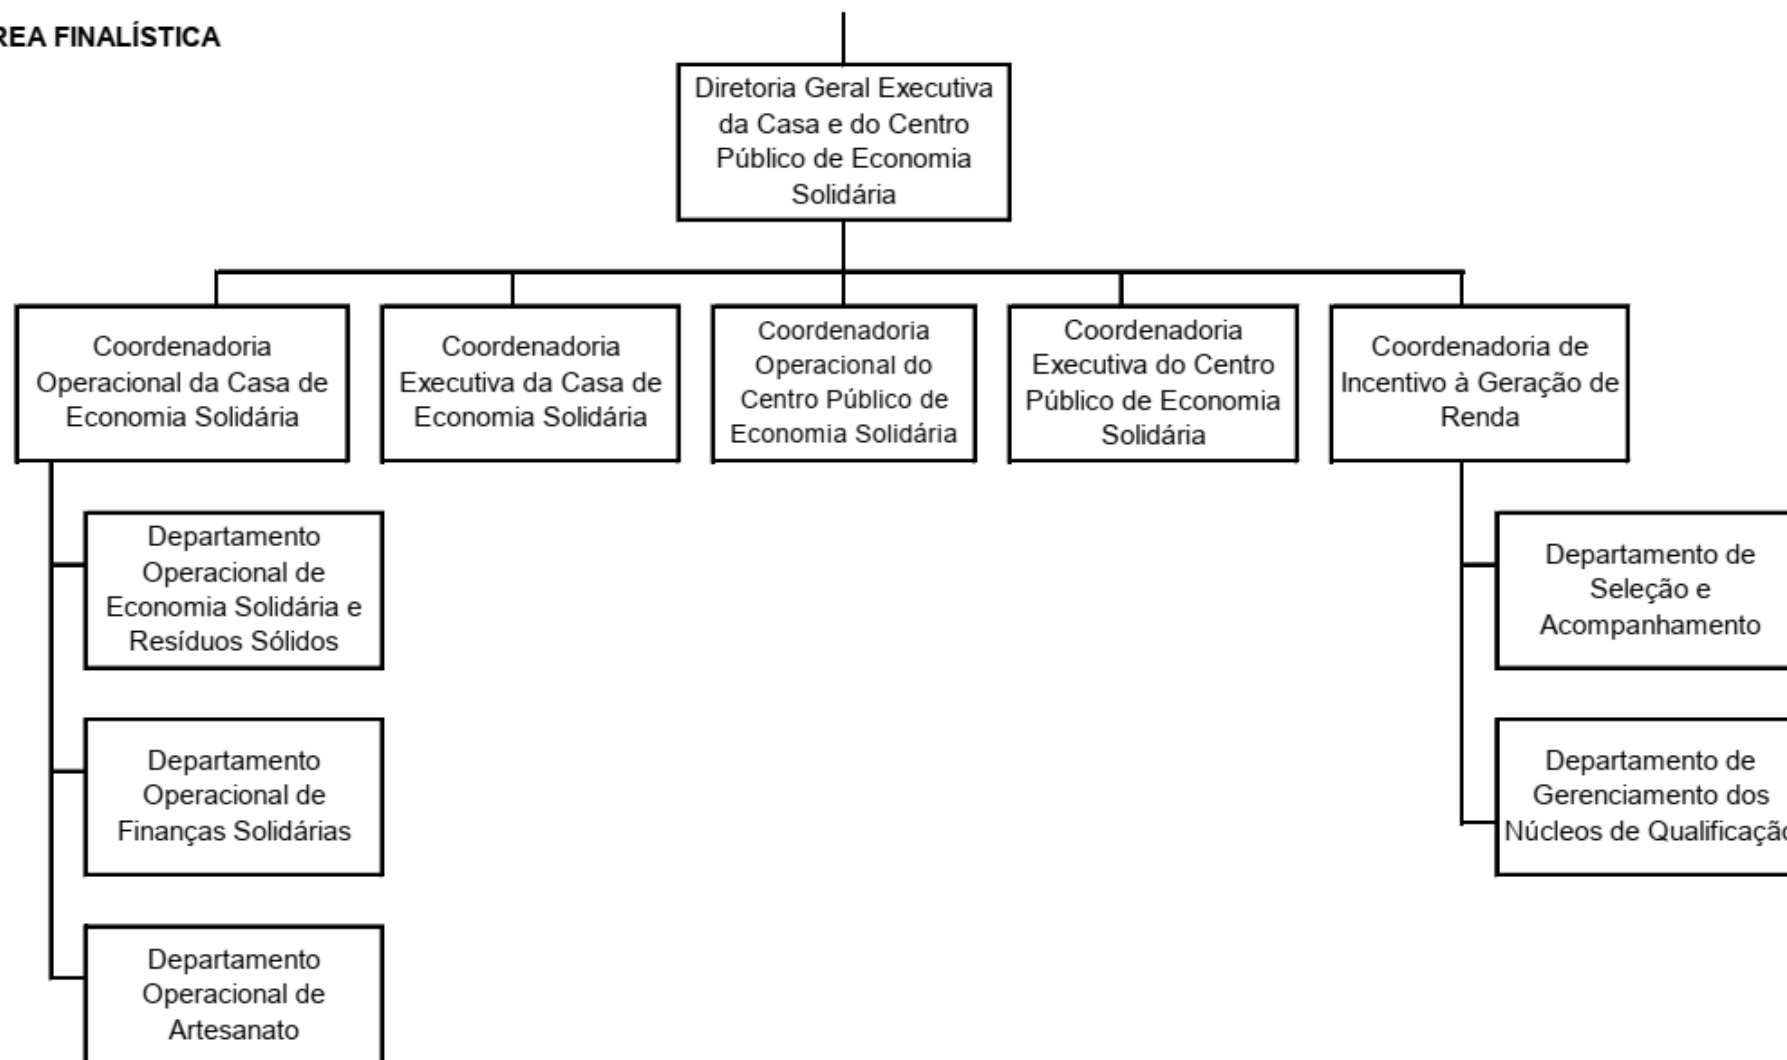 REA FINALÍSTICA
Diretoria Geral Executiva
da Casa e do Centro
Público de Economia
Solidária
Coordenadoria
Operacional da Casa de
Economia Solidária
Coordenadoria
Executiva da Casa de
Economia Solidária
Coordenadoria
Operacional do
Centro Público de
Economia Solidária
Coordenadoria
Executiva do Centro
Público de Economia
Solidária
Coordenadoria de
Incentivo à Geração de
Renda
Departamento
Operacional de
Economia Solidária e
Resíduos Sólidos
Departamento de
Seleção e
Acompanhamento
Departamento
Operacional de
Finanças Solidárias
Departamento de
Gerenciamento dos
Núcleos de Qualificação
Departamento
Operacional de
Artesanato